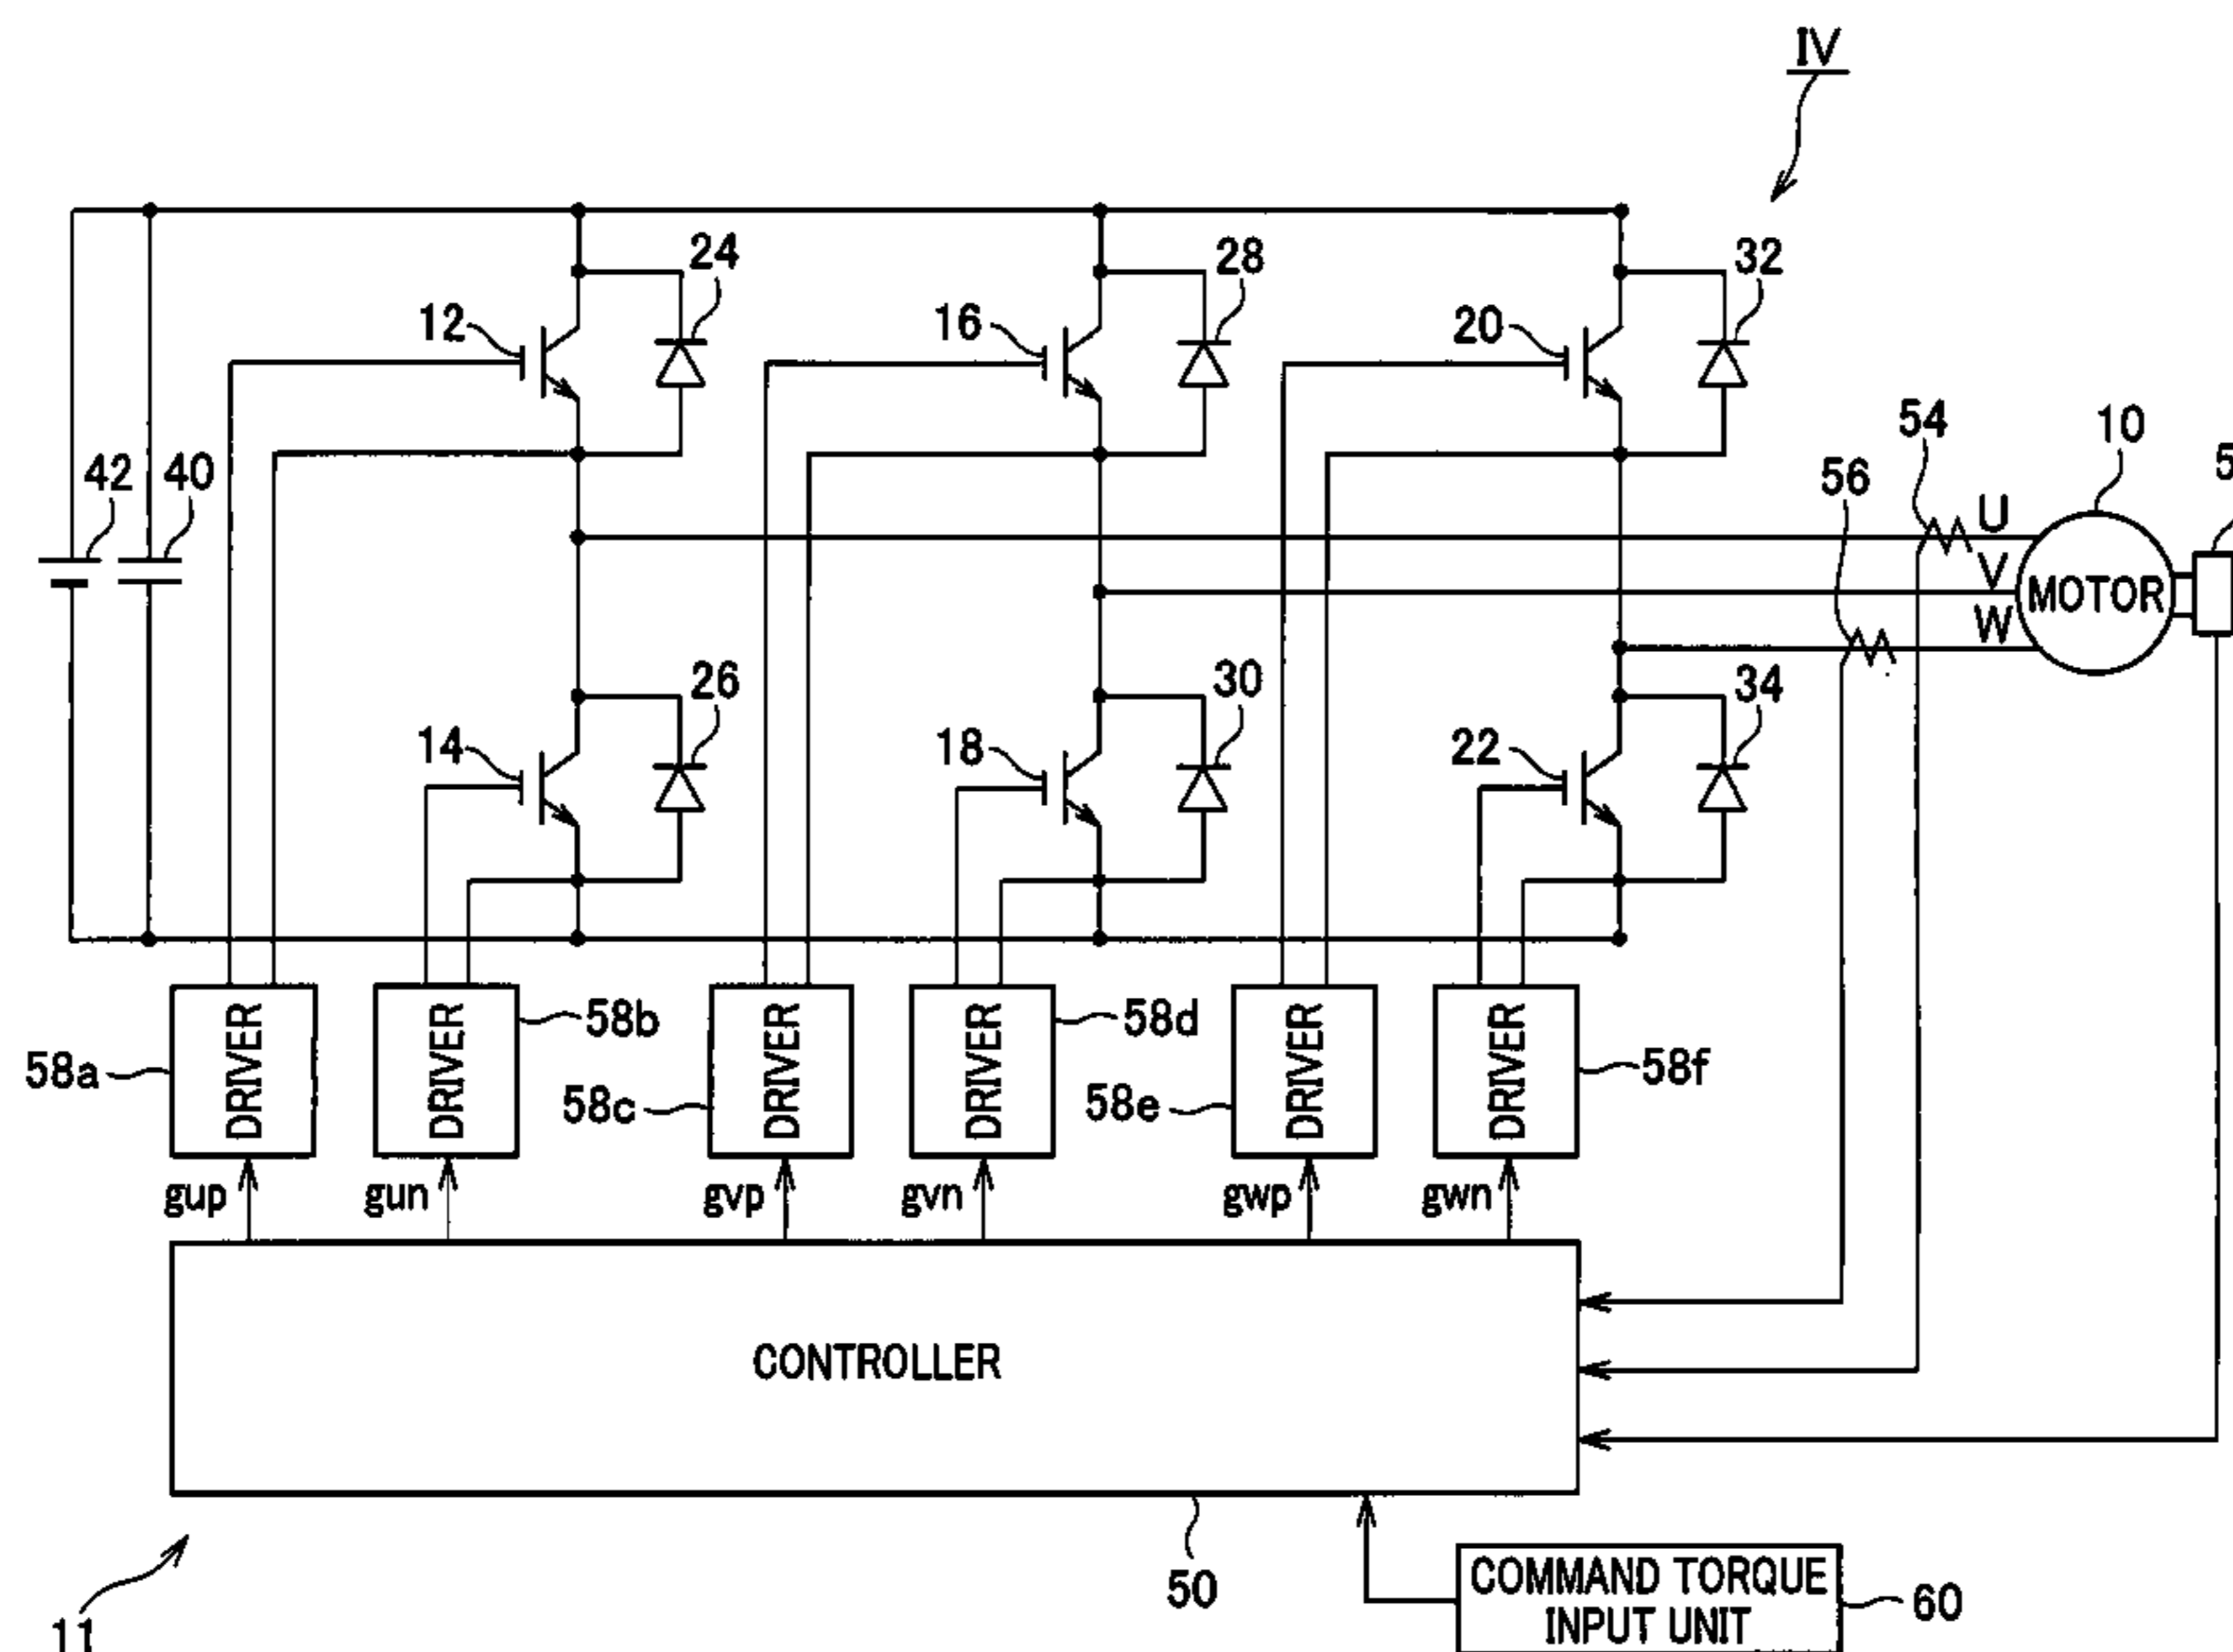 IV
24
28
32
12
16
20
54
10
42
40
56
U
V
MOTOR
W
26
30
34
14
18
22
DRIVER
DRIVER
DRIVER
DRIVER
DRIVER
DRIVER
58a
58b
58c
58d
58e
58f
gup
gun
gvp
gvn
gwp
gwn
CONTROLLER
50
11
COMMAND TORQUE
INPUT UNIT
60